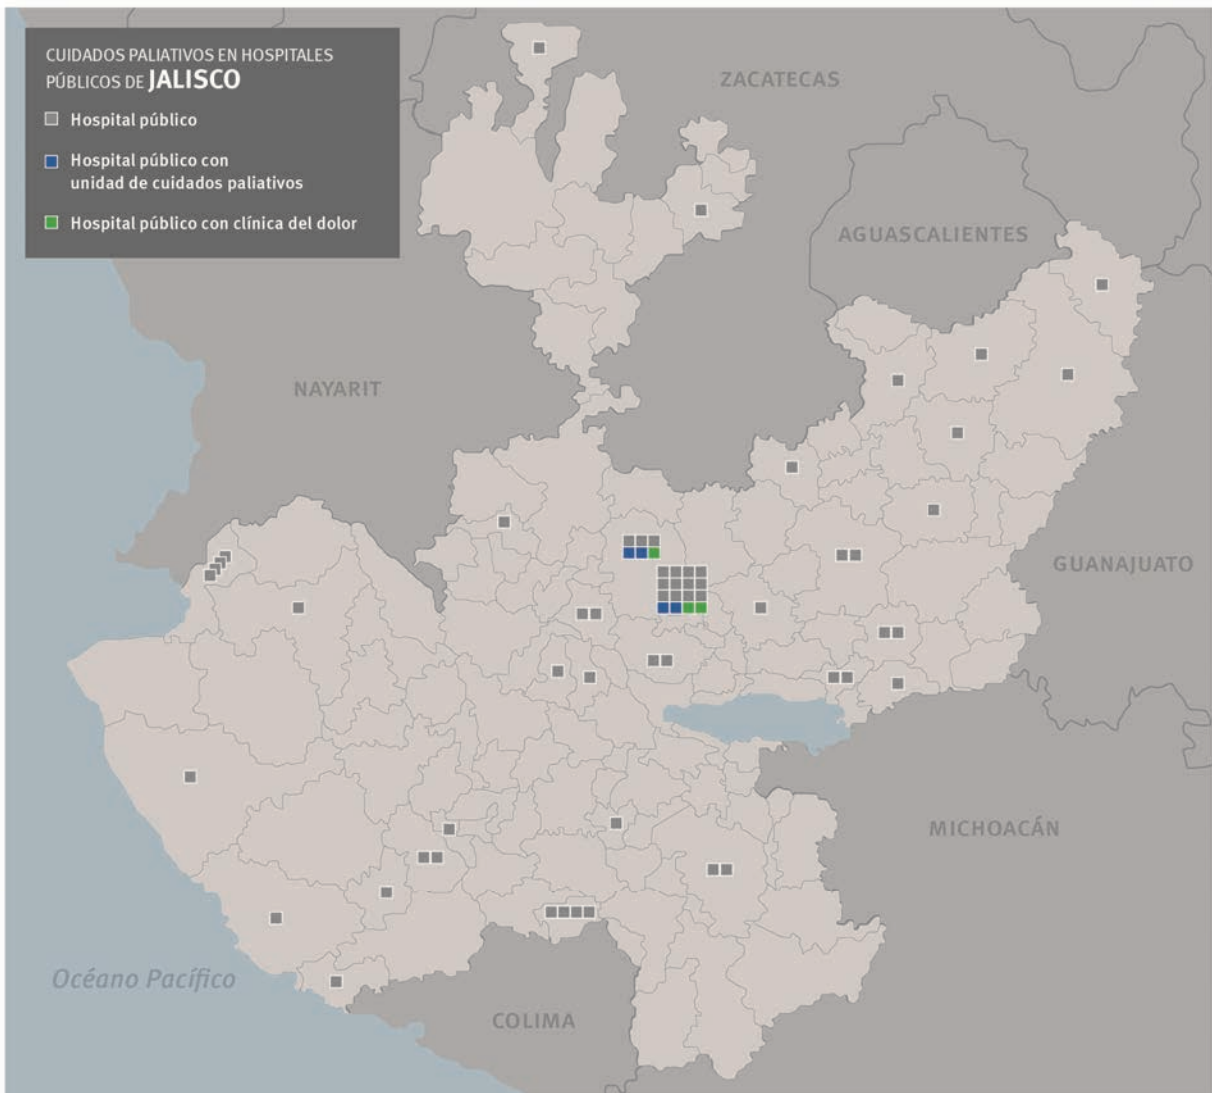 CUIDADOS PALIATIVOS EN HOSPITALES
PÚBLICOS DE JALISCO
Hospital público
Hospital público con
unidad de cuidados paliativos
Hospital público con clínica del dolor
ZACATECAS
AGUASCALIENTES
NAYARIT
GUANAJUATO
MICHOACÁN
Océano Pacífico
COLIMA